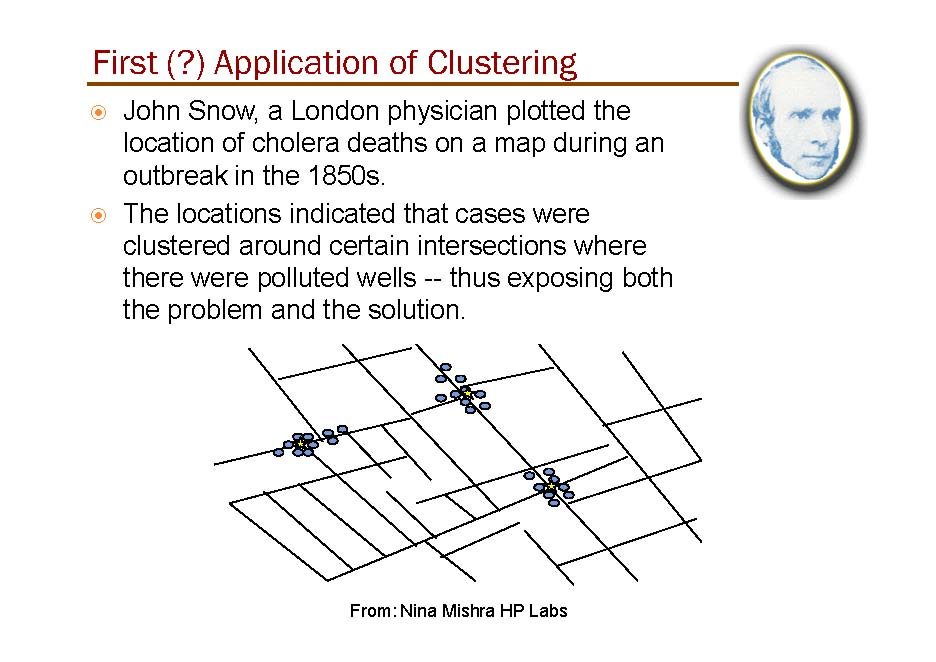 First (?) Application of Clustering
John Snow, a London physician plotted the
location of cholera deaths on a map during an
outbreak in the 1850s.
The locations indicated that cases were
clustered around certain intersections where
there were polluted wells -- thus exposing both
the problem and the solution.
From: Nina Mishra HP Labs